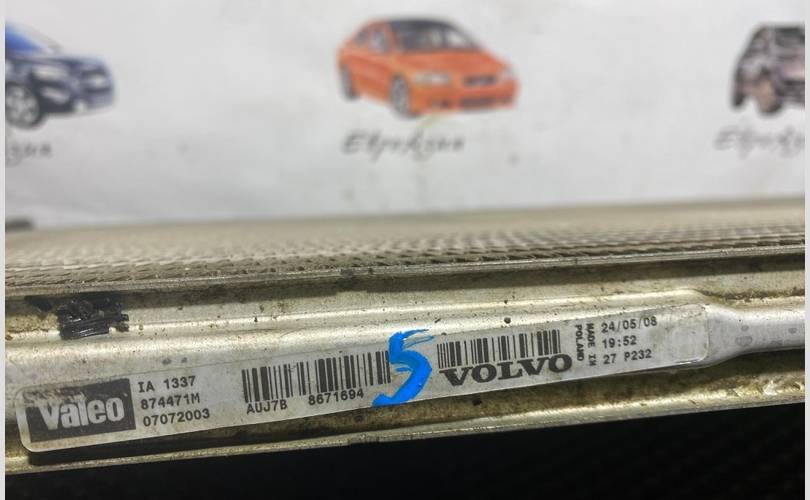 Valeo
IA 1337
874471M
07072003
AUJ7B 8671694
5
VOLVO
MADE IN
POLAND
24/05/08
19:52
27 P232